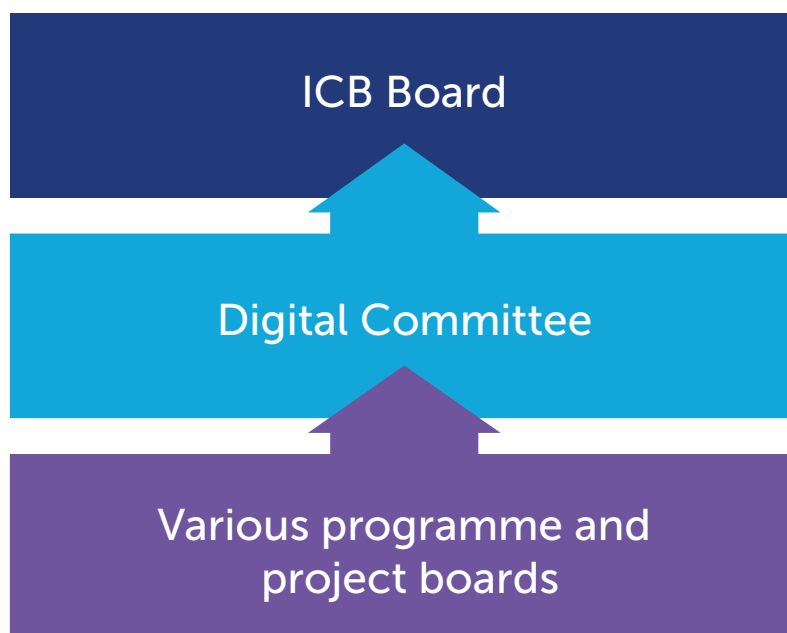 ICB Board
Digital Committee
Various programme and
project boards